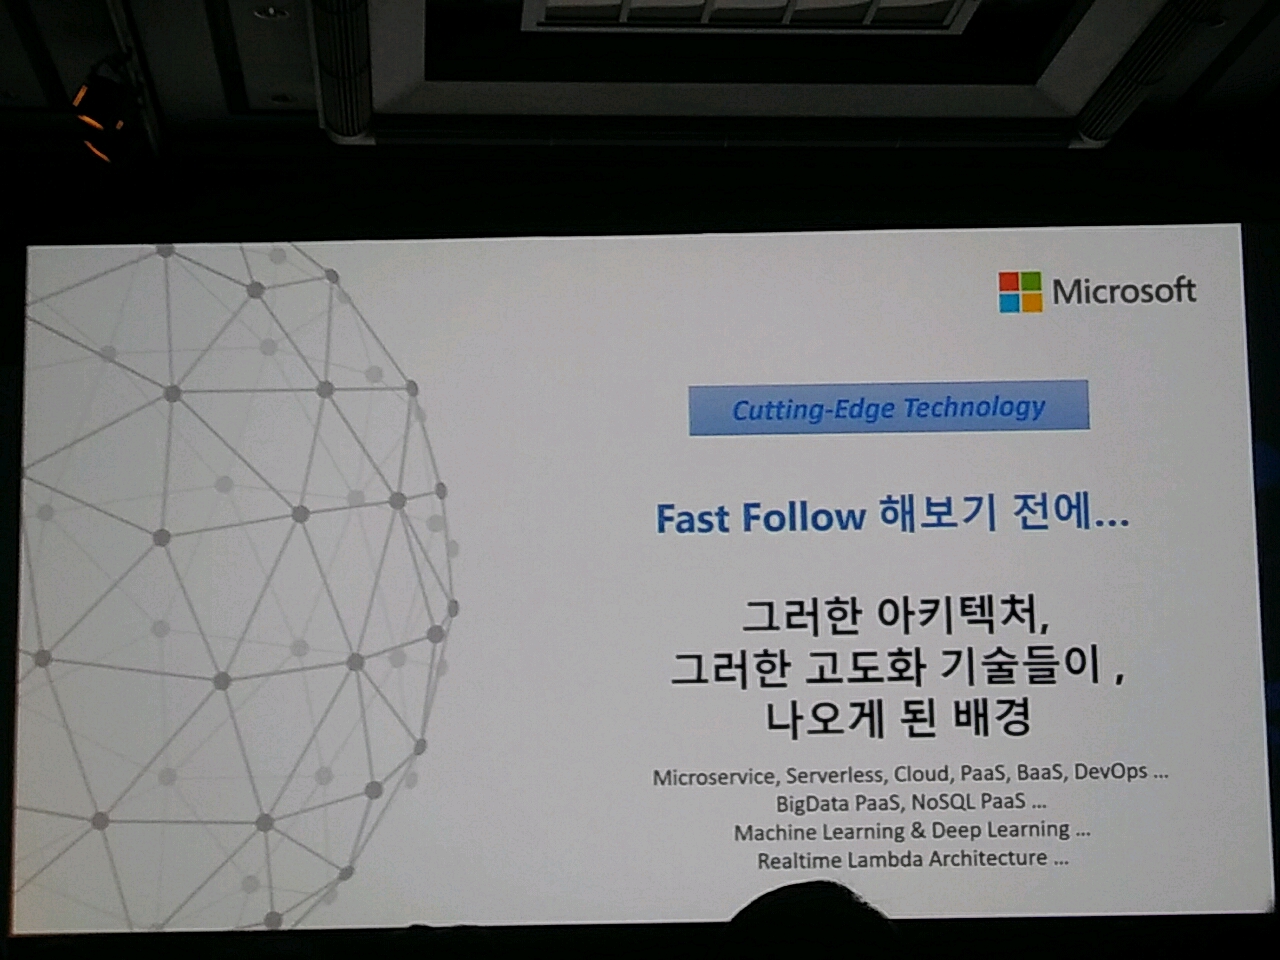 Microsoft
Cutting-Edge Technology
Fast Follow 해보기 전에...
그러한 아키텍처,
그러한 고도화 기술들이 ,
나오게 된 배경
Microservice, Serverless, Cloud, PaaS, BaaS, DevOps ...
BigData PaaS, NoSQL PaaS ...
Machine Learning & Deep Learning ...
Realtime Lambda Architecture ...